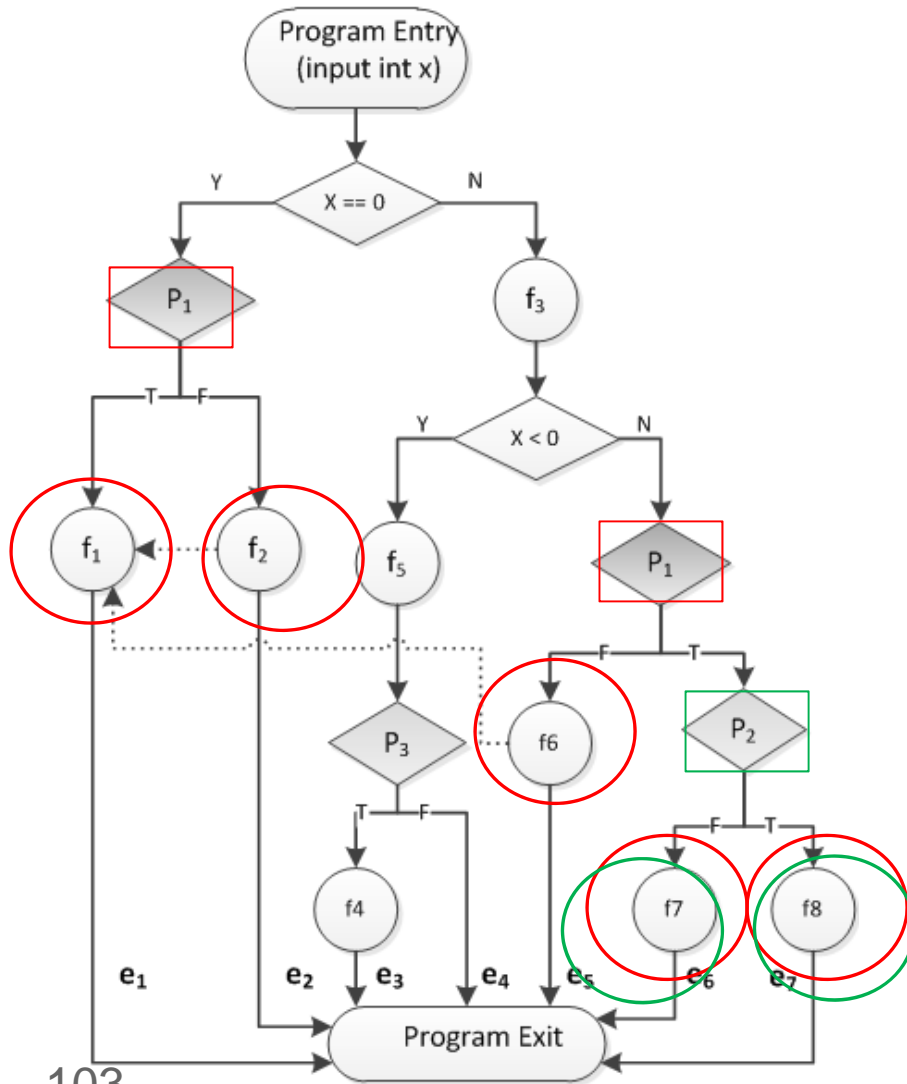 Program Entry
(input int x)
Y
N
X == 0
P₁
f₃
T
F
Y
N
X < 0
f₁
f₂
f₅
P₁
F
T
P₃
f6
P₂
T
F
F
T
f4
f7
f8
e₁
e₂
e₃
e₄
e₅
e₆
e₇
Program Exit
103